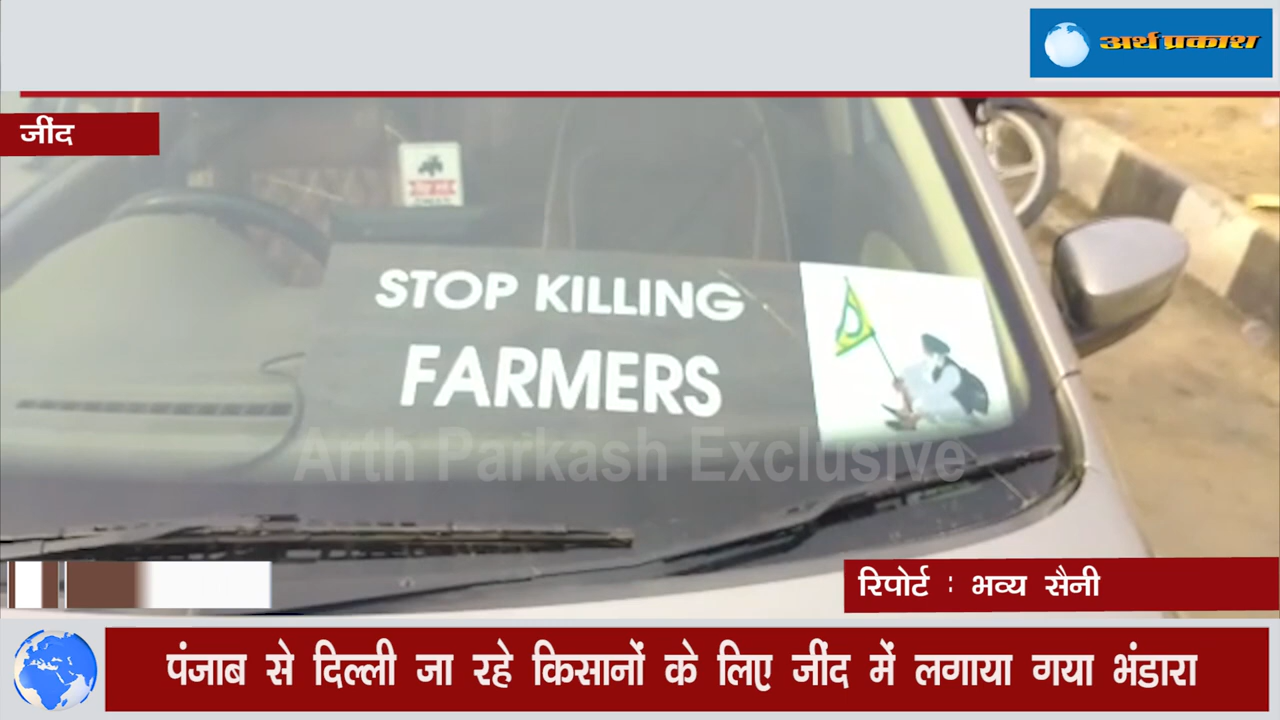 अर्थ प्रकाश
जींद
STOP KILLING
FARMERS
Arth Parkash Exclusive
रिपोर्ट : भव्य सैनी
पंजाब से दिल्ली जा रहे किसानों के लिए जींद में लगाया गया भंडारा